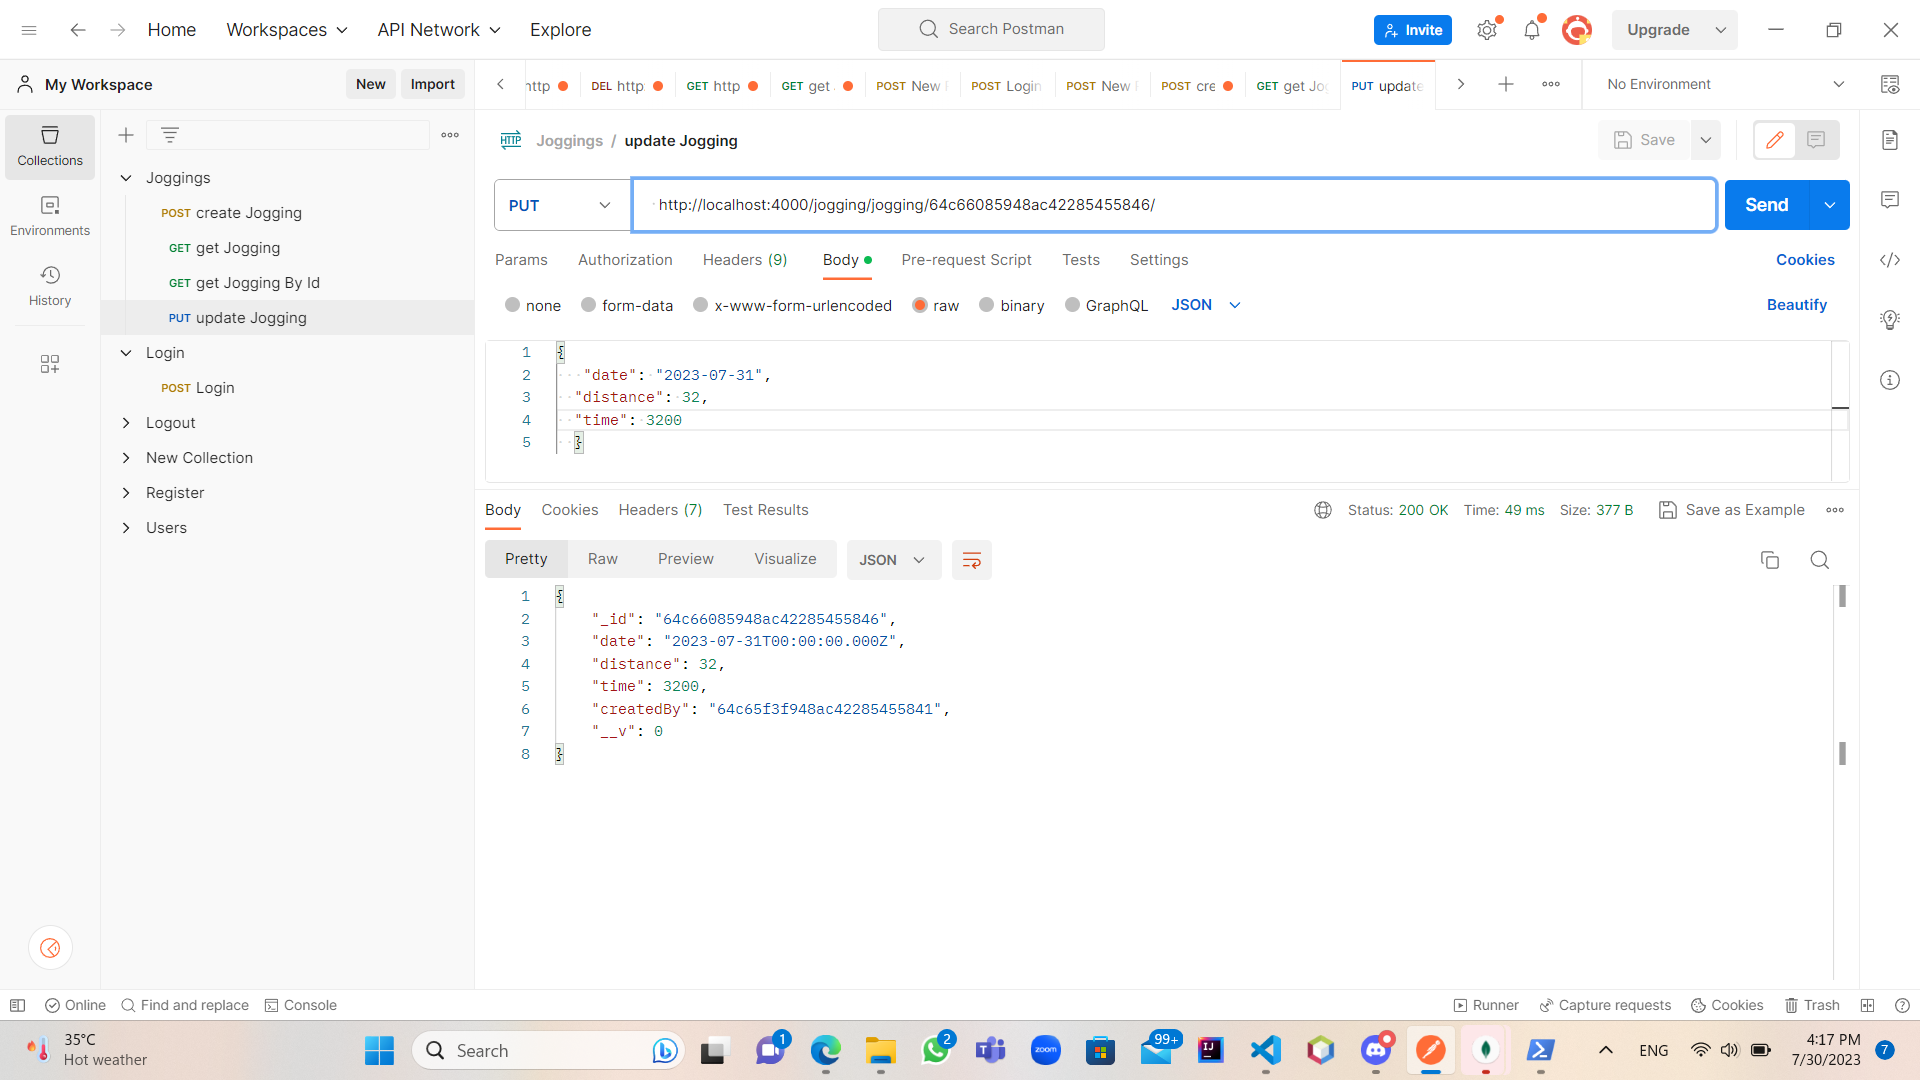 Home
Workspaces
API Network
Explore
Search Postman
Invite
Upgrade
My Workspace
New
Import
http
DEL http
GET http
GET get
POST New
POST Login
POST New
POST cre
GET get Jo
PUT update
No Environment
Collections
Environments
History
Joggings
POST create Jogging
GET get Jogging
GET get Jogging By Id
PUT update Jogging
Login
POST Login
Logout
New Collection
Register
Users
HTTP Joggings / update Jogging
Save
PUT
http://localhost:4000/jogging/jogging/64c66085948ac42285455846/
Send
Params
Authorization
Headers (9)
Body
Pre-request Script
Tests
Settings
Cookies
none
form-data
x-www-form-urlencoded
raw
binary
GraphQL
JSON
Beautify
1 {
2 "date": "2023-07-31",
3 "distance": 32,
4 "time": 3200
5 }
Body
Cookies
Headers (7)
Test Results
Status: 200 OK
Time: 49 ms
Size: 377 B
Save as Example
Pretty
Raw
Preview
Visualize
JSON
1 {
2 "_id": "64c66085948ac42285455846",
3 "date": "2023-07-31T00:00:00.000Z",
4 "distance": 32,
5 "time": 3200,
6 "createdBy": "64c65f3f948ac42285455841",
7 "__v": 0
8 }
Online
Find and replace
Console
Runner
Capture requests
Cookies
Trash
35°C
Hot weather
Search
1
2
zoom
99+
IJ
ENG
4:17 PM
7/30/2023
7